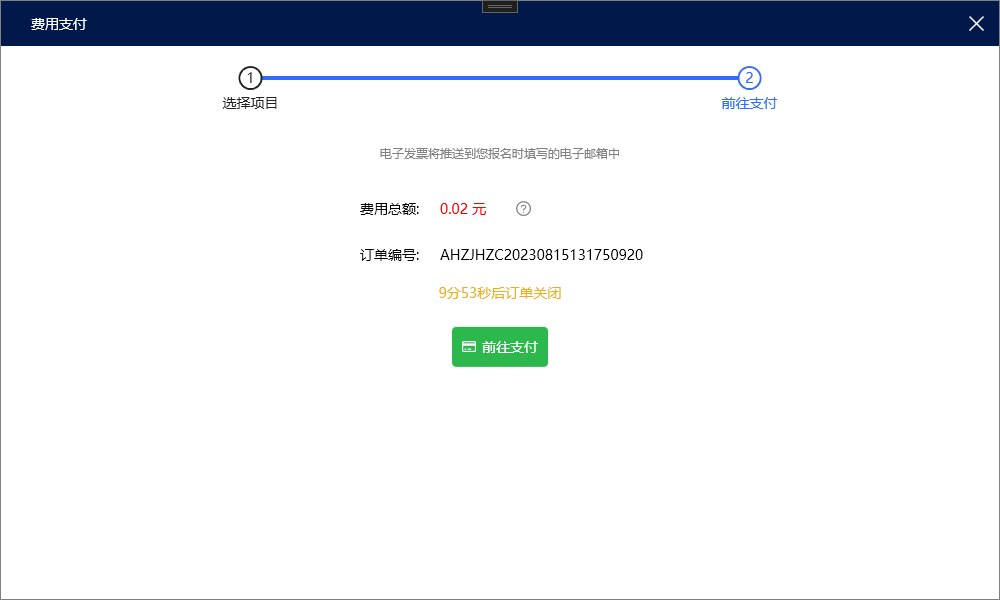 费用支付
1
2
选择项目
前往支付
电子发票将推送到您报名时填写的电子邮箱中
费用总额: 0.02 元 ?
订单编号: AHZJHZC20230815131750920
9分53秒后订单关闭
前往支付